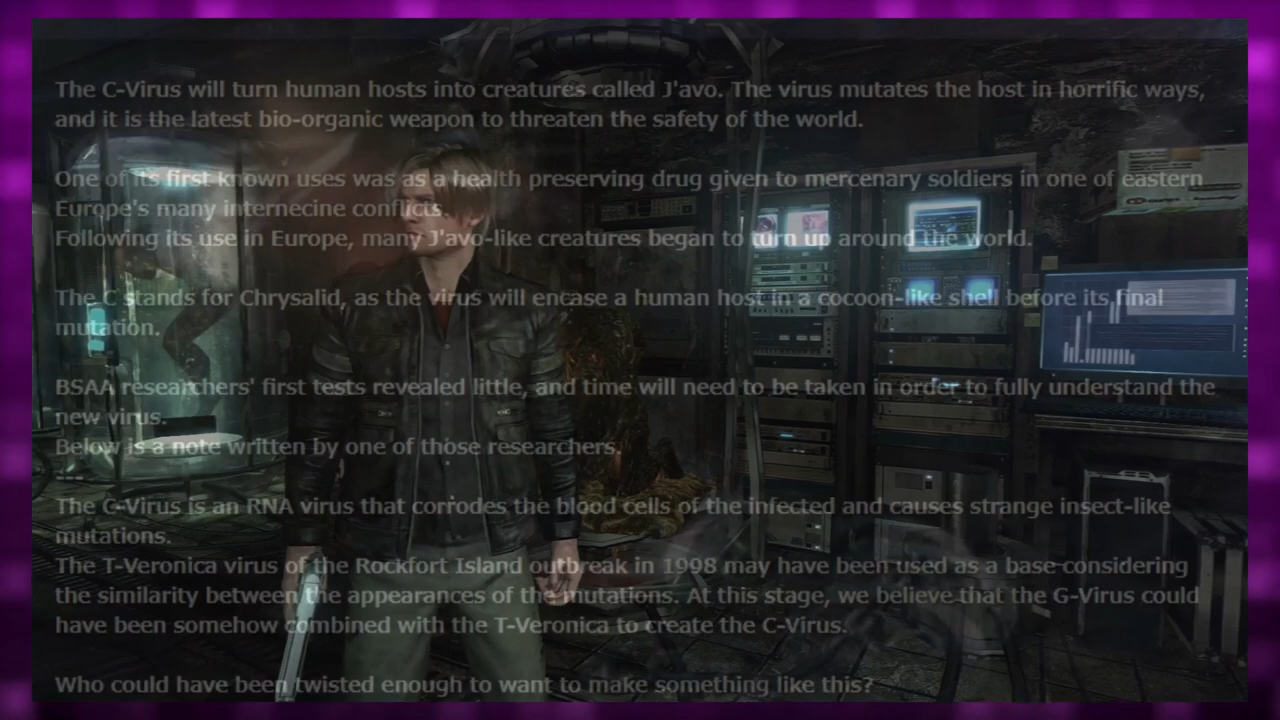 The C-Virus will turn human hosts into creatures called J'avo. The virus mutates the host in horrific ways,
and it is the latest bio-organic weapon to threaten the safety of the world.
One of its first known uses was as a health preserving drug given to mercenary soldiers in one of eastern
Europe's many internecine conflicts.
Following its use in Europe, many J'avo-like creatures began to turn up around the world.
The C stands for Chrysalid, as the virus will encase a human host in a cocoon-like shell before its final
mutation.
BSAA researchers' first tests revealed little, and time will need to be taken in order to fully understand the
new virus.
Below is a note written by one of those researchers.
---
The C-Virus is an RNA virus that corrodes the blood cells of the infected and causes strange insect-like
mutations.
The T-Veronica virus of the Rockfort Island outbreak in 1998 may have been used as a base considering
the similarity between the appearances of the mutations. At this stage, we believe that the G-Virus could
have been somehow combined with the T-Veronica to create the C-Virus.
Who could have been twisted enough to want to make something like this?